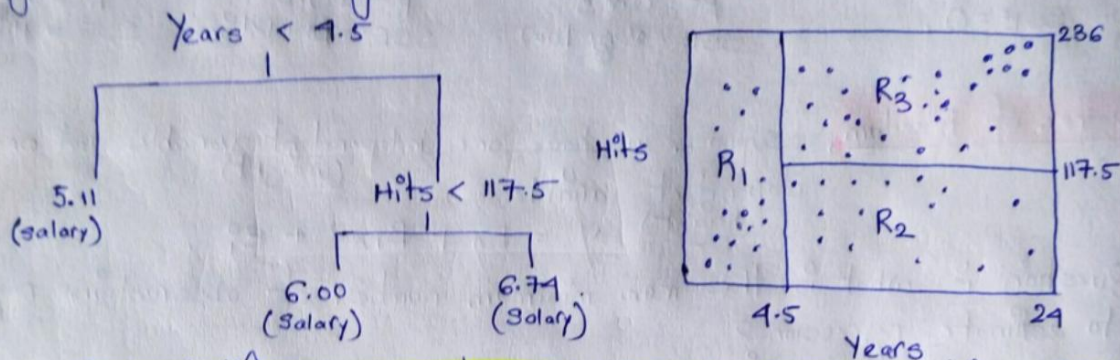 Years < 4.5
5.11
(salary)
Hits < 117.5
6.00
(Salary)
6.74
(Salary)
Hits
R1
R3
R2
236
117.5
4.5
24
Years